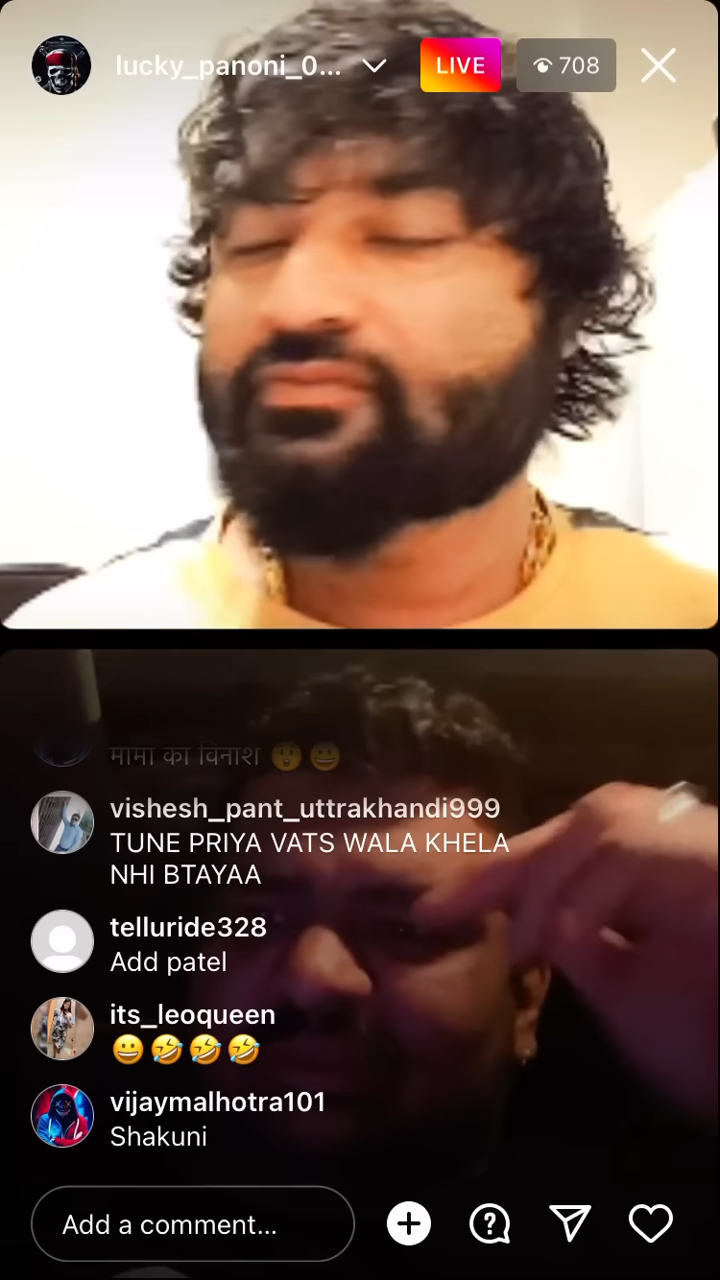 lucky_panoni_0...
LIVE
708
मामा का विनाश 😲😀
vishesh_pant_uttrakhandi999
TUNE PRIYA VATS WALA KHELA
NHI BTAYAA
telluride328
Add patel
its_leoqueen
😀🤣🤣🤣
vijaymalhotra101
Shakuni
Add a comment...